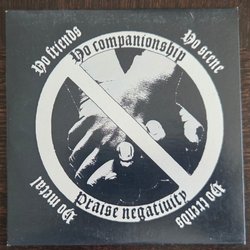 No friends
No companionship
No scene
Praise negativity
No metal
No trends